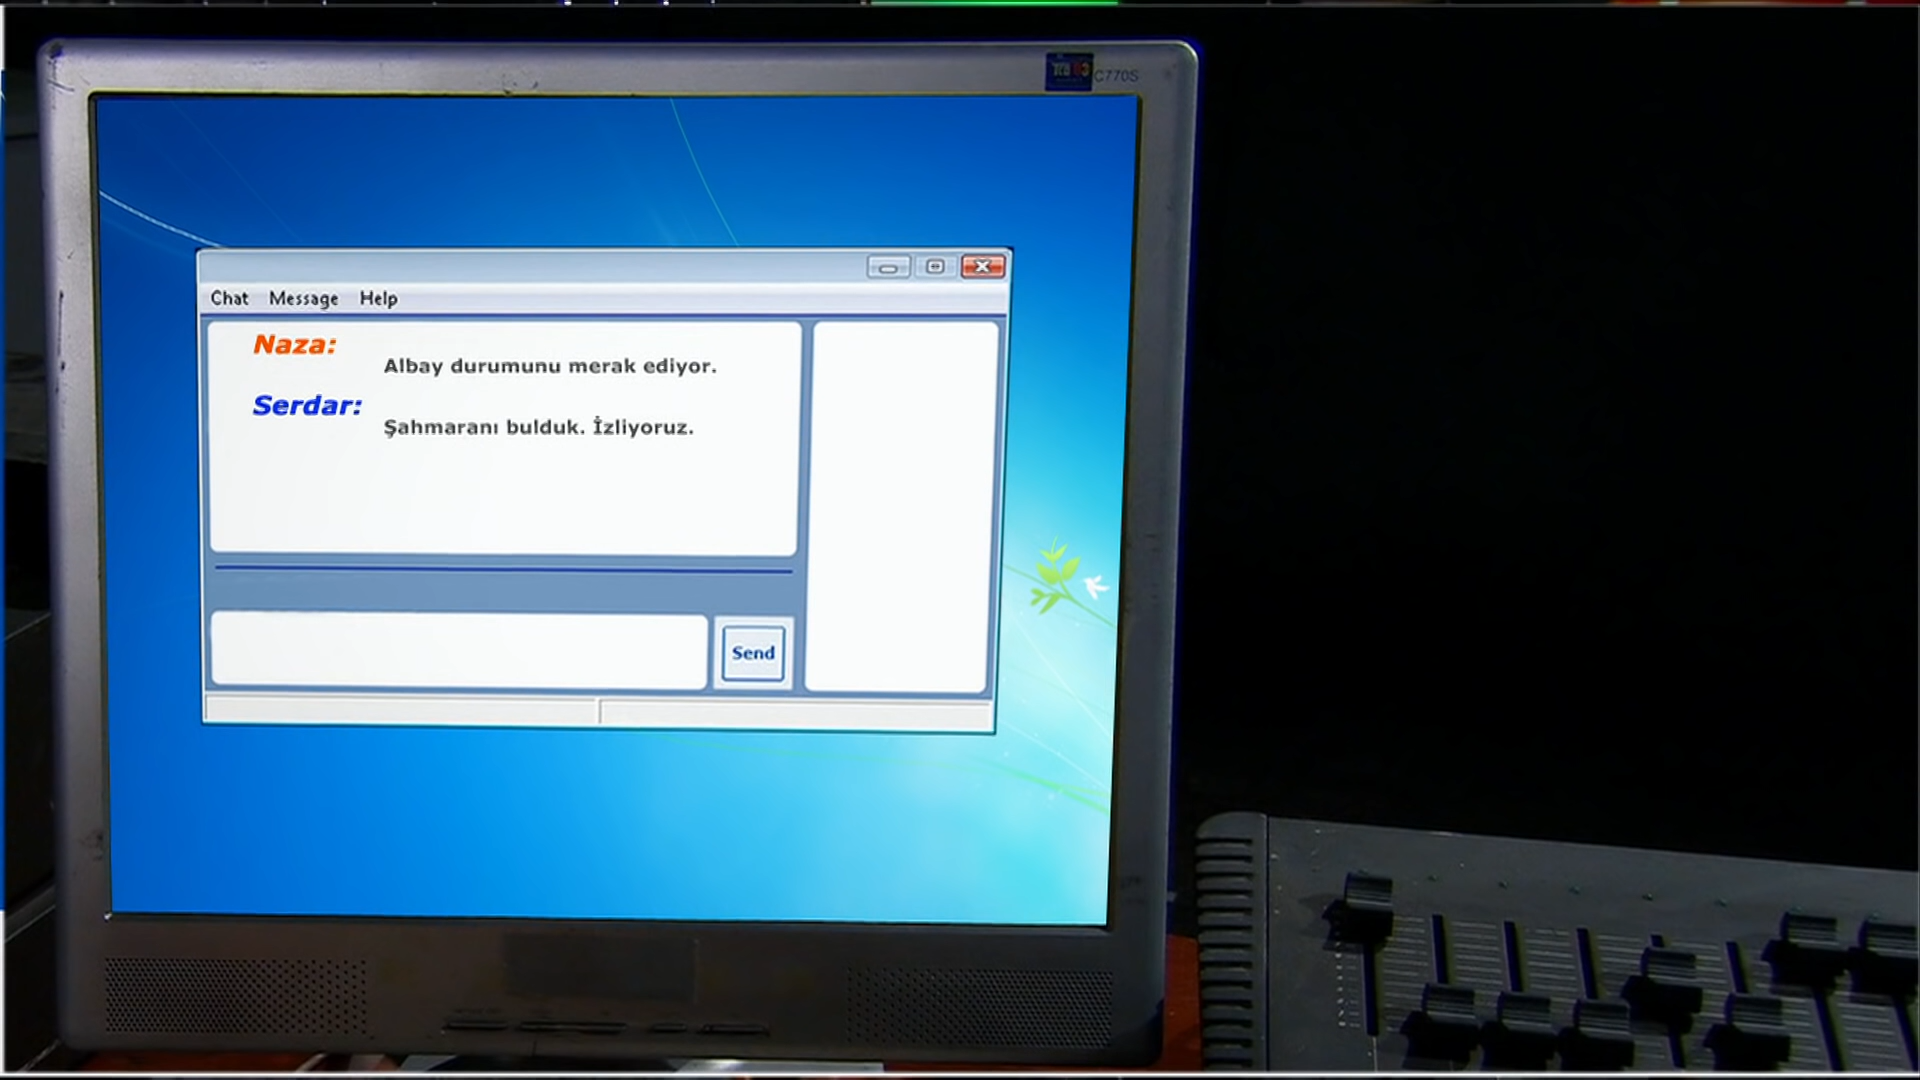 C770S
Chat Message Help
Naza:
Albay durumunu merak ediyor.
Serdar:
Şahmaranı bulduk. İzliyoruz.
Send